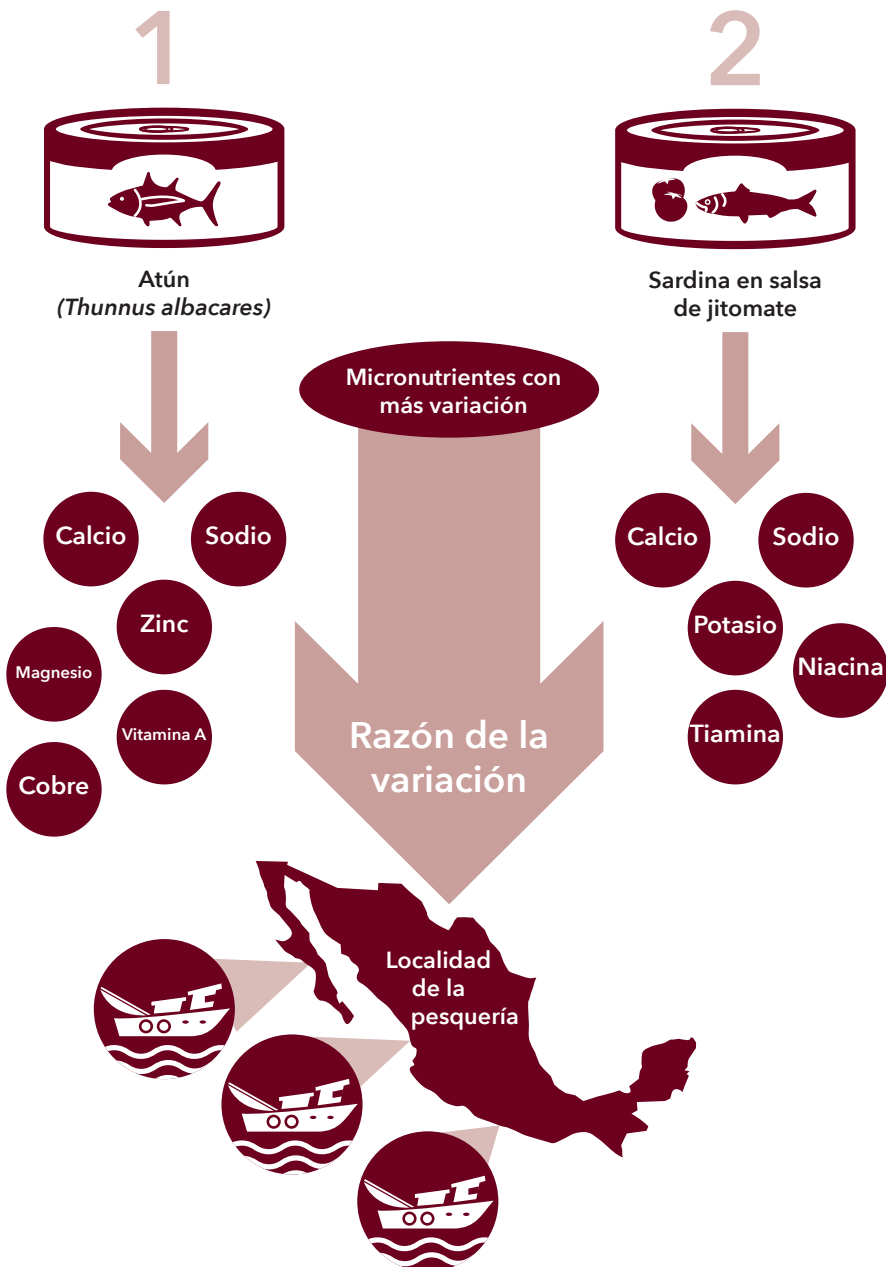 1
2
Atún
(Thunnus albacares)
Sardina en salsa
de jitomate
Micronutrientes con
más variación
Calcio
Sodio
Zinc
Magnesio
Vitamina A
Cobre
Calcio
Sodio
Potasio
Niacina
Tiamina
Razón de la
variación
Localidad
de la
pesquería